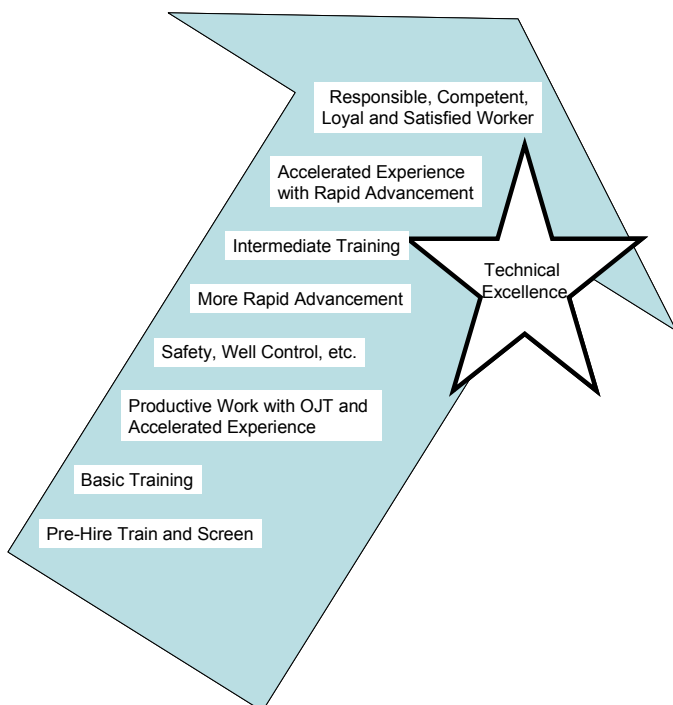 Responsible, Competent,
Loyal and Satisfied Worker
Accelerated Experience
with Rapid Advancement
Intermediate Training
Technical
Excellence
More Rapid Advancement
Safety, Well Control, etc.
Productive Work with OJT and
Accelerated Experience
Basic Training
Pre-Hire Train and Screen